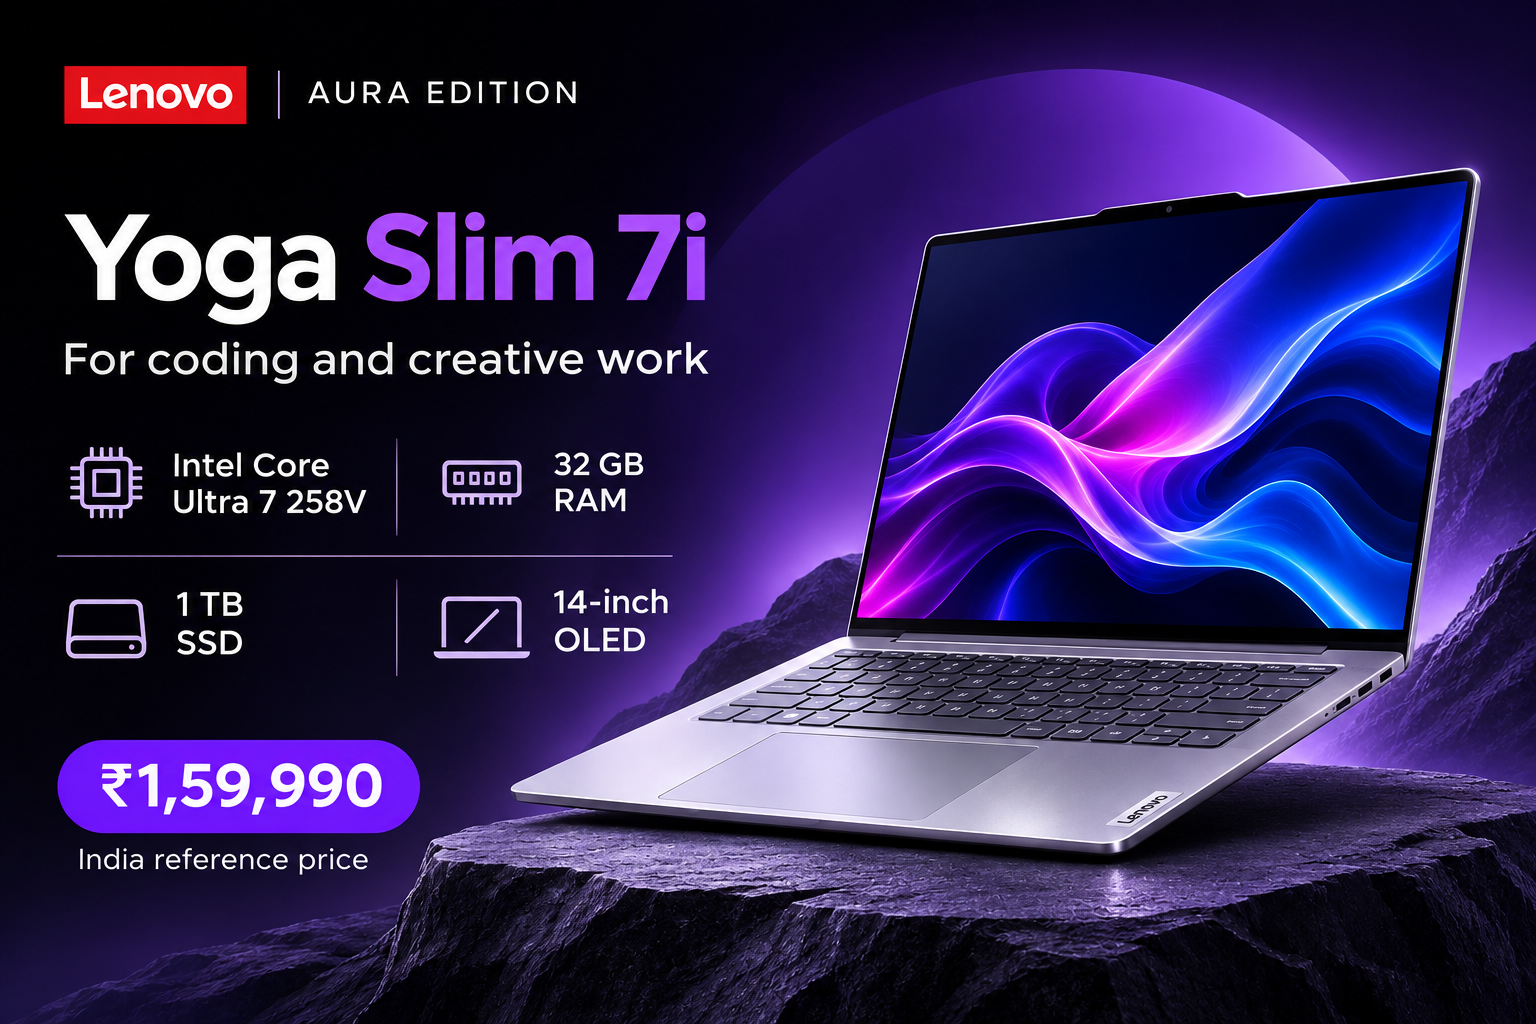 Lenovo
AURA EDITION
Yoga Slim 7i
For coding and creative work
Intel Core
Ultra 7 258V
32 GB
RAM
1 TB
SSD
14-inch
OLED
₹1,59,990
India reference price
Lenovo